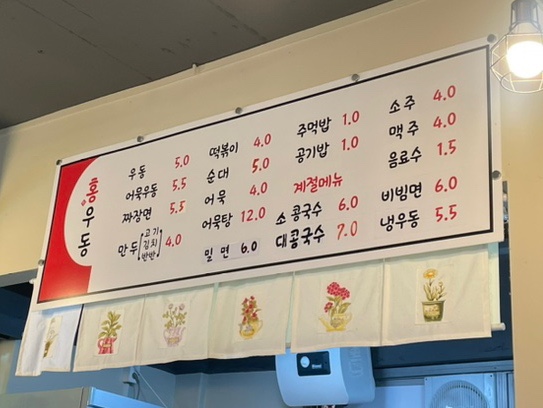 홍우동
우동 5.0
어묵우동 5.5
짜장면 5.5
만두 고기 김치 반반 4.0
떡볶이 4.0
순대 5.0
어묵 4.0
어묵탕 12.0
밀면 6.0
주먹밥 1.0
공기밥 1.0
계절메뉴
소콩국수 6.0
대콩국수 7.0
소주 4.0
맥주 4.0
음료수 1.5
비빔면 6.0
냉우동 5.5